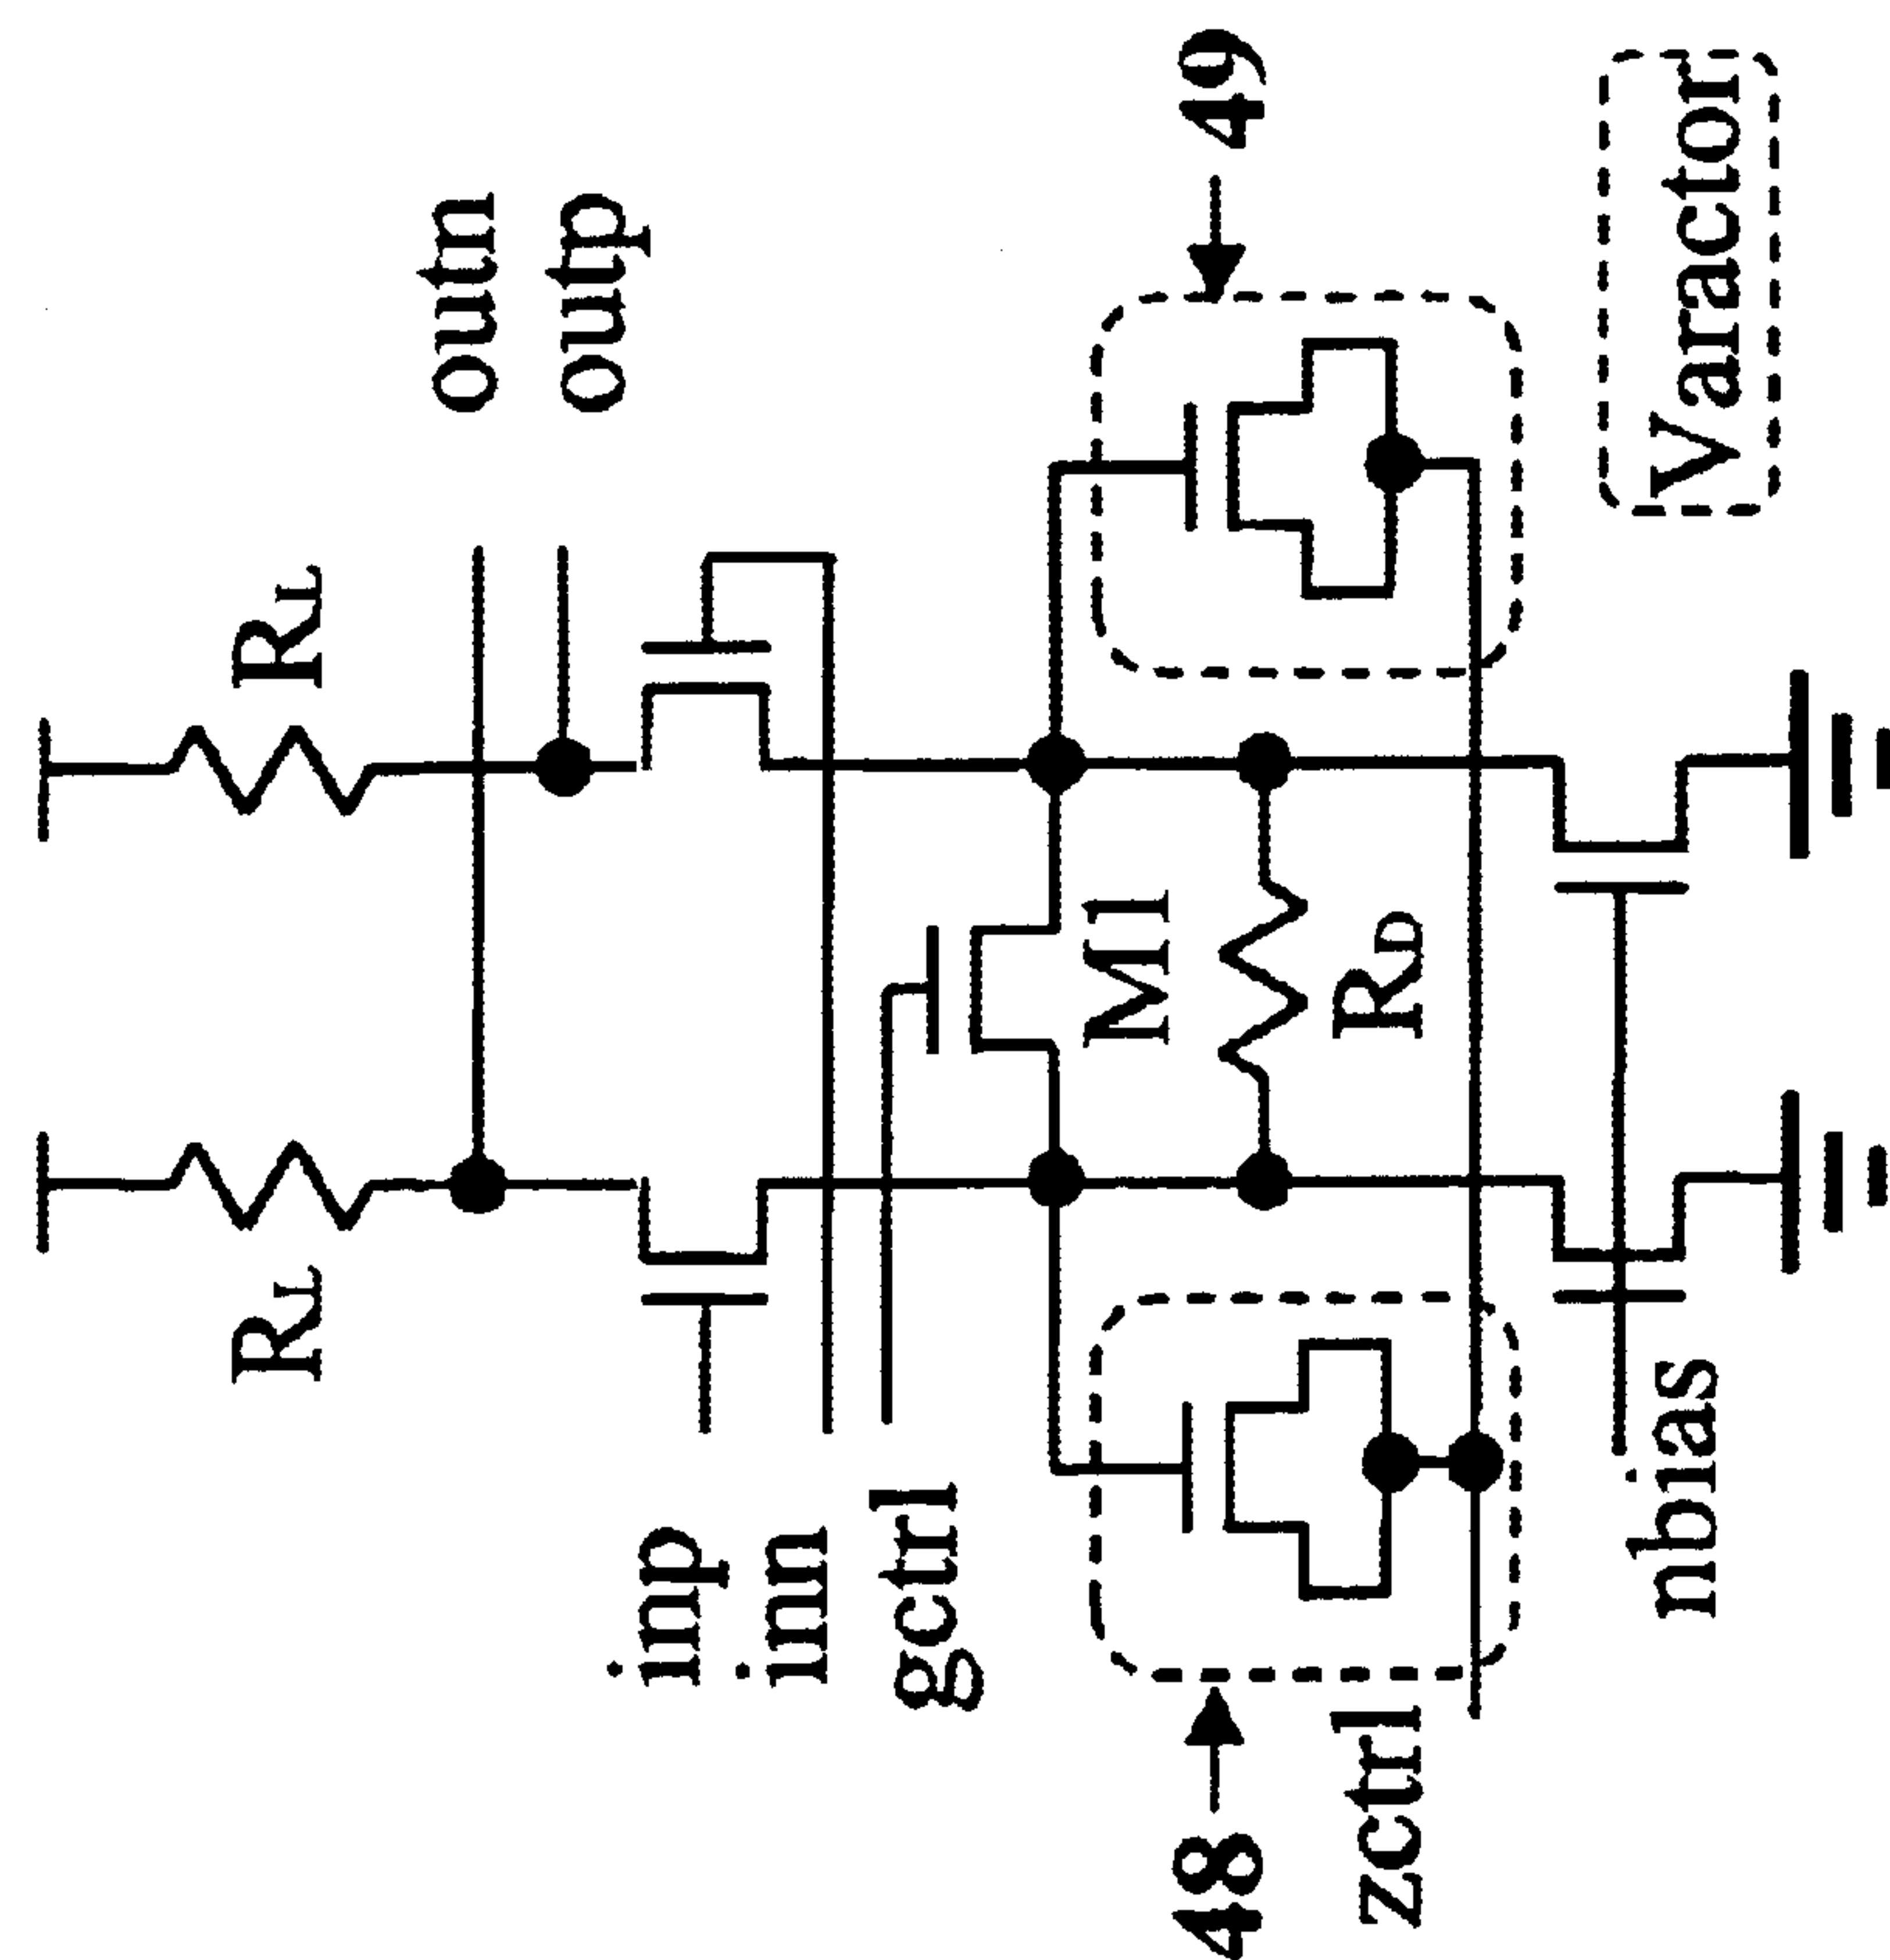 RL
RL
outn
outp
inp
inn
gctrl
M1
RD
48
49
zctrl
nbias
Varactor